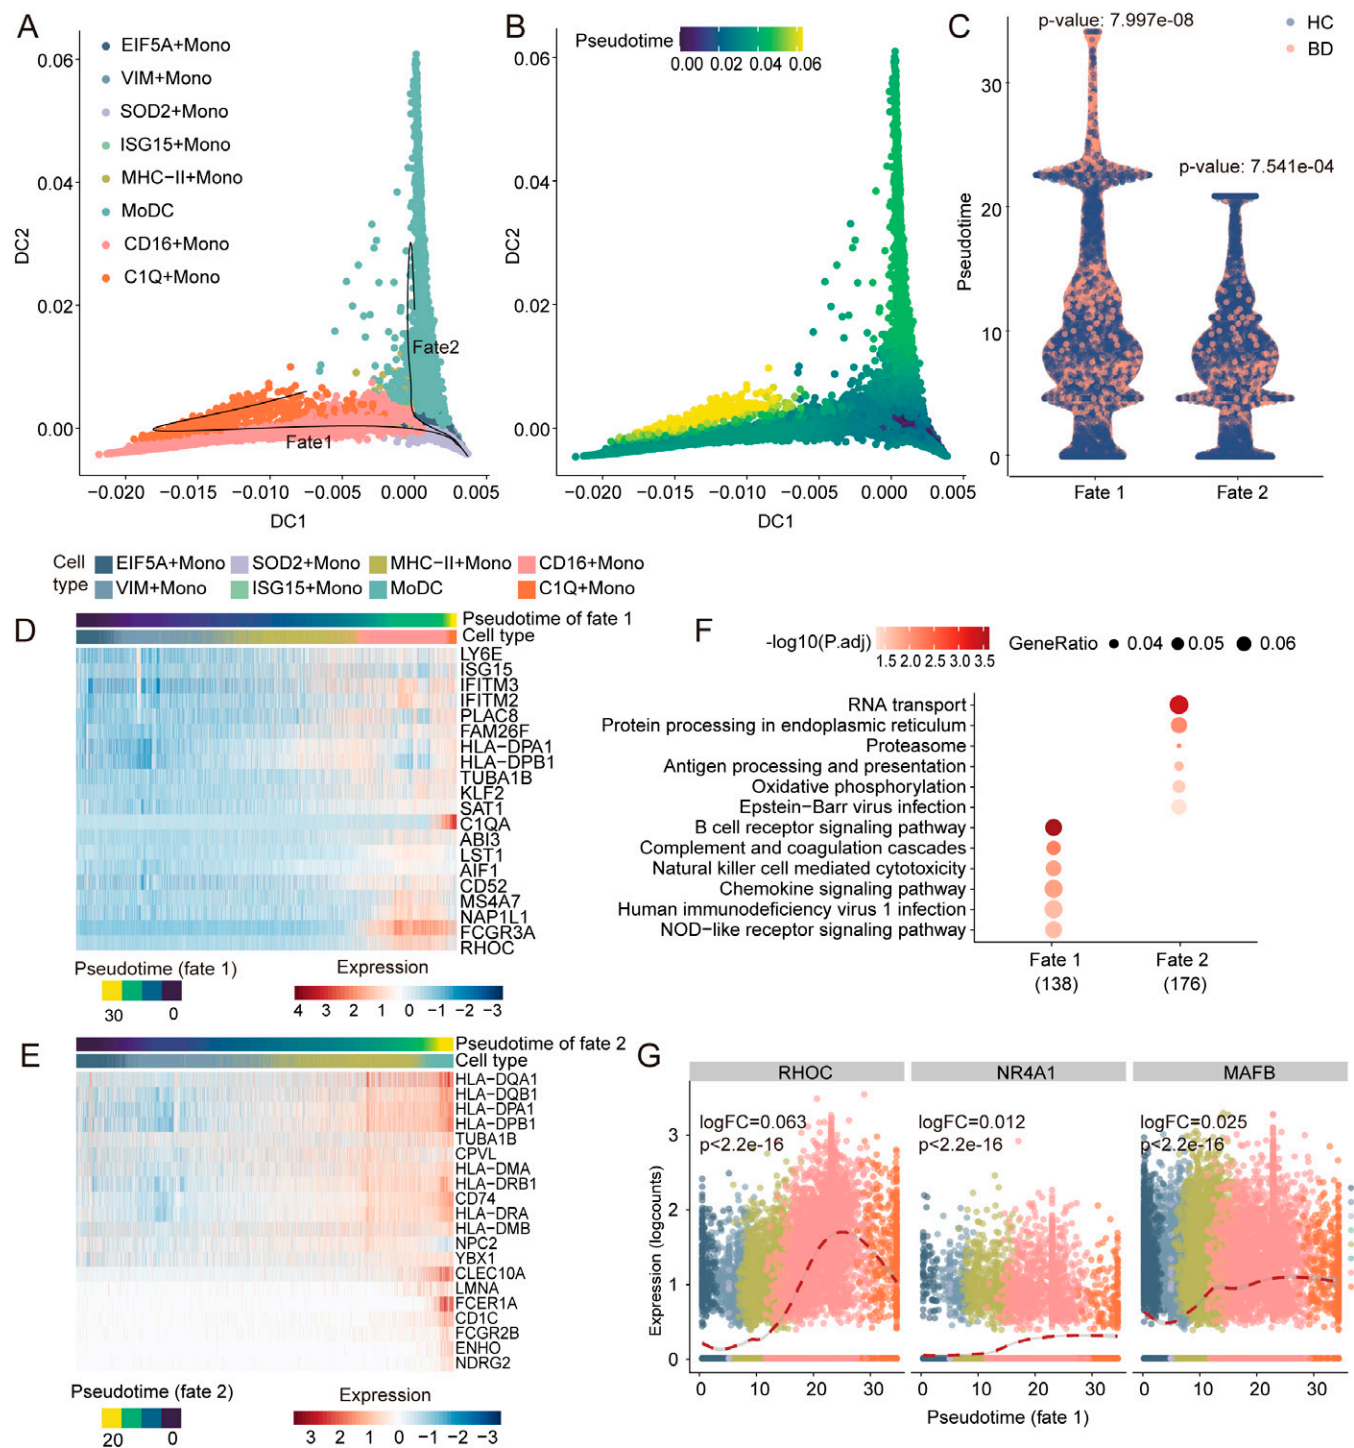 A
EIF5A+Mono
VIM+Mono
SOD2+Mono
ISG15+Mono
MHC−II+Mono
MoDC
CD16+Mono
C1Q+Mono
DC2
0.06
0.04
0.02
0.00
Fate2
Fate1
−0.020 −0.015 −0.010 −0.005 0.000 0.005
DC1
B
Pseudotime
0.00 0.02 0.04 0.06
DC2
0.06
0.04
0.02
0.00
−0.020 −0.015 −0.010 −0.005 0.000 0.005
DC1
C
p-value: 7.997e-08
HC
BD
p-value: 7.541e-04
Pseudotime
30
20
10
0
Fate 1 Fate 2
Cell type
EIF5A+Mono SOD2+Mono MHC−II+Mono CD16+Mono
VIM+Mono ISG15+Mono MoDC C1Q+Mono
D
Pseudotime of fate 1
Cell type
LY6E
ISG15
IFITM3
IFITM2
PLAC8
FAM26F
HLA−DPA1
HLA−DPB1
TUBA1B
KLF2
SAT1
C1QA
ABI3
LST1
AIF1
CD52
MS4A7
NAP1L1
FCGR3A
RHOC
Pseudotime (fate 1)
30 0
Expression
4 3 2 1 0 −1 −2 −3
E
Pseudotime of fate 2
Cell type
HLA−DQA1
HLA−DQB1
HLA−DPA1
HLA−DPB1
TUBA1B
CPVL
HLA−DMA
HLA−DRB1
CD74
HLA−DRA
HLA−DMB
NPC2
YBX1
CLEC10A
LMNA
FCER1A
CD1C
FCGR2B
ENHO
NDRG2
Pseudotime (fate 2)
20 0
Expression
3 2 1 0 −1 −2 −3
F
-log10(P.adj)
1.5 2.0 2.5 3.0 3.5
GeneRatio 0.04 0.05 0.06
RNA transport
Protein processing in endoplasmic reticulum
Proteasome
Antigen processing and presentation
Oxidative phosphorylation
Epstein−Barr virus infection
B cell receptor signaling pathway
Complement and coagulation cascades
Natural killer cell mediated cytotoxicity
Chemokine signaling pathway
Human immunodeficiency virus 1 infection
NOD−like receptor signaling pathway
Fate 1 Fate 2
(138) (176)
G
RHOC NR4A1 MAFB
logFC=0.063 logFC=0.012 logFC=0.025
p<2.2e-16 p<2.2e-16 p<2.2e-16
Expression (logcounts)
3
2
1
0
0 10 20 30 0 10 20 30 0 10 20 30
Pseudotime (fate 1)